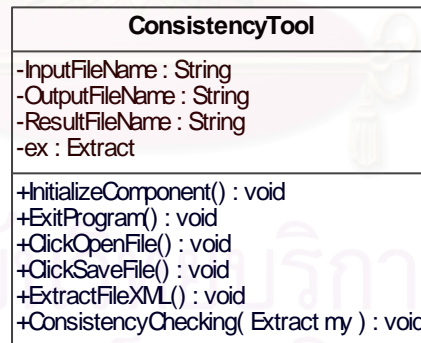 ConsistencyTool
-InputFileName : String
-OutputFileName : String
-ResultFileName : String
-ex : Extract
+InitializeComponent() : void
+ExitProgram() : void
+ClickOpenFile() : void
+ClickSaveFile() : void
+ExtractFileXML() : void
+ConsistencyChecking( Extract my ) : void